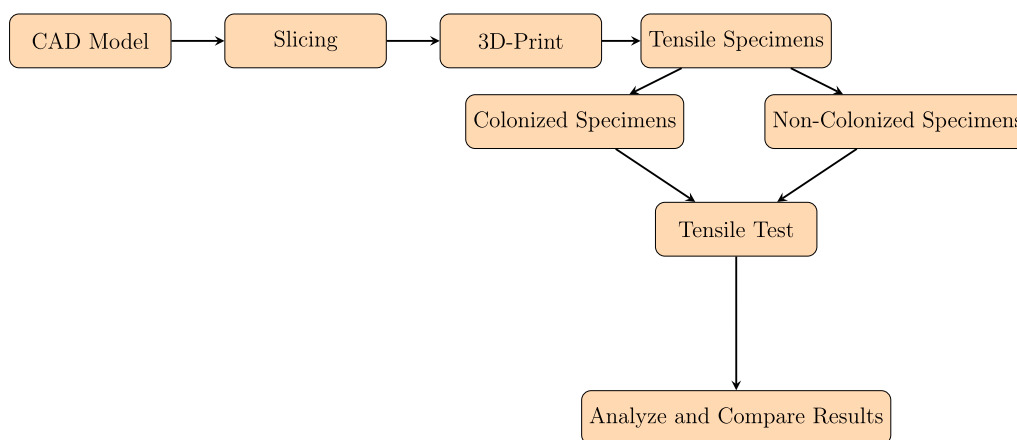 CAD Model
Slicing
3D-Print
Tensile Specimens
Colonized Specimens
Non-Colonized Specimens
Tensile Test
Analyze and Compare Results